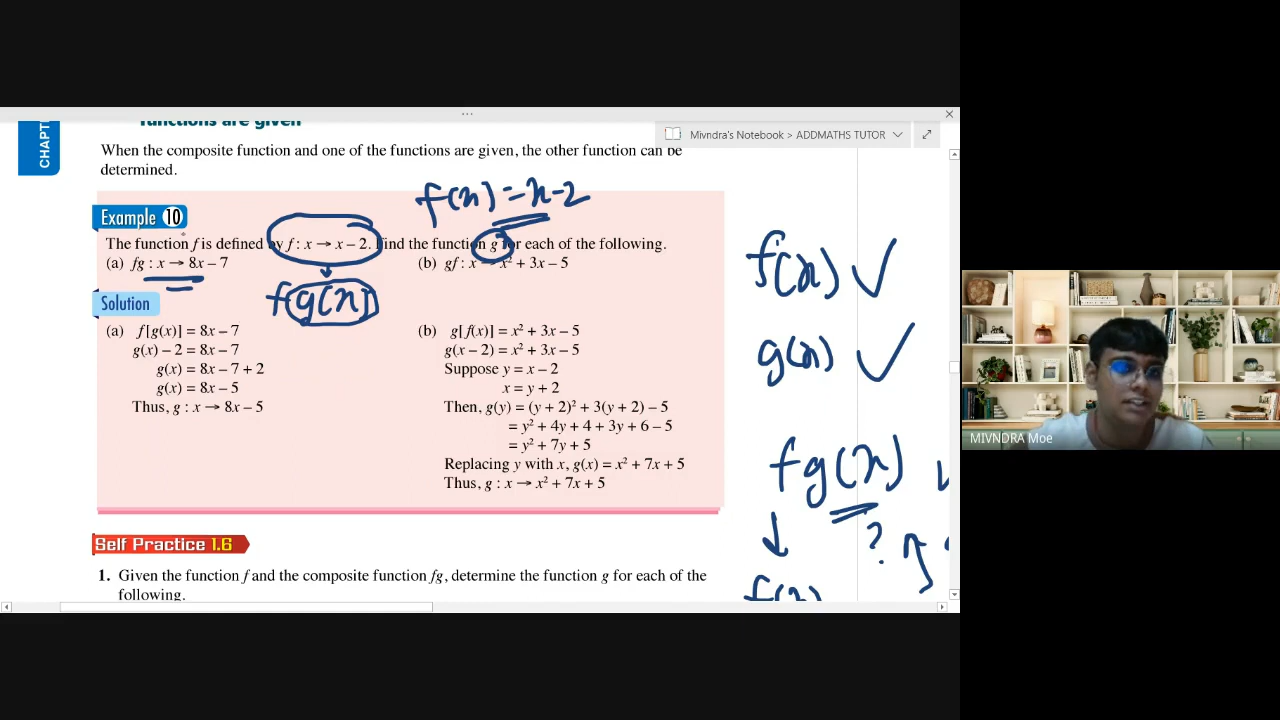 functions are given
CHAPT
Mivndra's Notebook > ADDMATHS TUTOR
When the composite function and one of the functions are given, the other function can be
determined.
f(x) = x-2
Example 10
The function f is defined by f : x → x – 2. Find the function g for each of the following.
(a) fg : x → 8x – 7
(b) gf : x → x² + 3x – 5
fg(x)
Solution
(a) f[g(x)] = 8x – 7
g(x) – 2 = 8x – 7
g(x) = 8x – 7 + 2
g(x) = 8x – 5
Thus, g : x → 8x – 5
(b) g[f(x)] = x² + 3x – 5
g(x – 2) = x² + 3x – 5
Suppose y = x – 2
x = y + 2
Then, g(y) = (y + 2)² + 3(y + 2) – 5
= y² + 4y + 4 + 3y + 6 – 5
= y² + 7y + 5
Replacing y with x, g(x) = x² + 7x + 5
Thus, g : x → x² + 7x + 5
f(x) ✓
g(x) ✓
fg(x)
?
f(x)
Self Practice 1.6
1. Given the function f and the composite function fg, determine the function g for each of the
following.
MIVNDRA Moe